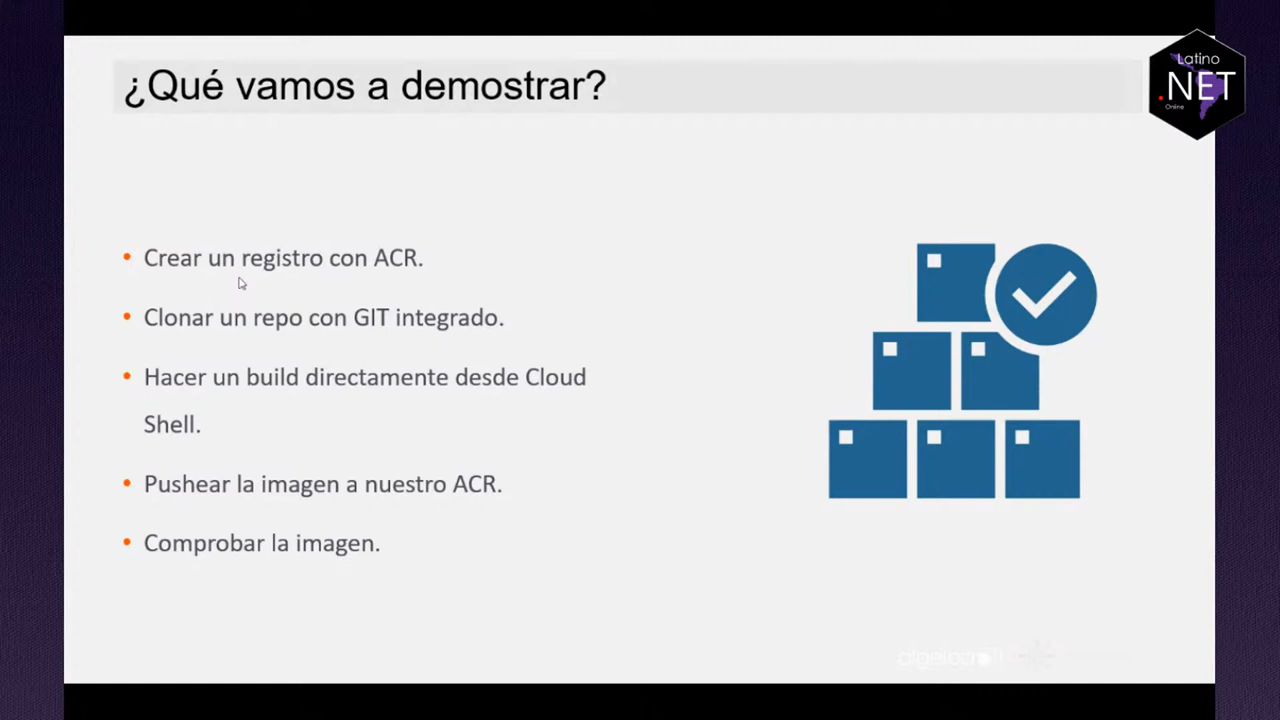 ¿Qué vamos a demostrar?
Latino
.NET
Online
• Crear un registro con ACR.
• Clonar un repo con GIT integrado.
• Hacer un build directamente desde Cloud
Shell.
• Pushear la imagen a nuestro ACR.
• Comprobar la imagen.